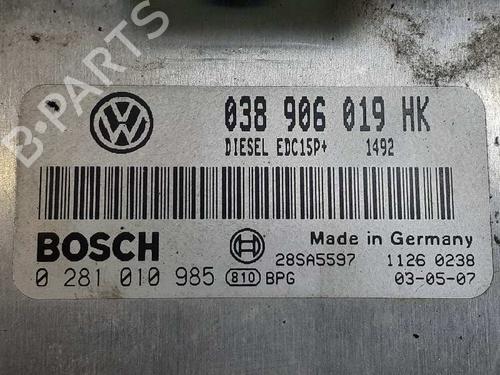 B-PARTS
VW
038 906 019 HK
DIESEL EDC15P+ 1492
BOSCH
Made in Germany
28SA5597 1126 0238
0 281 010 985 810 BPG 03-05-07